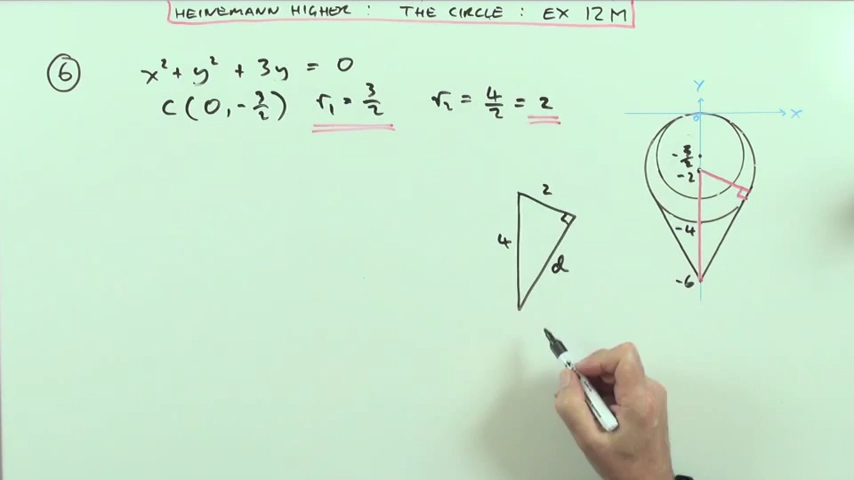 HEINEMANN HIGHER : THE CIRCLE : EX 12M
6
x² + y² + 3y = 0
C(0, -3/2) r₁ = 3/2 r₂ = 4/2 = 2
Y
X
0
-3/2
-2
-4
-6
2
4
d